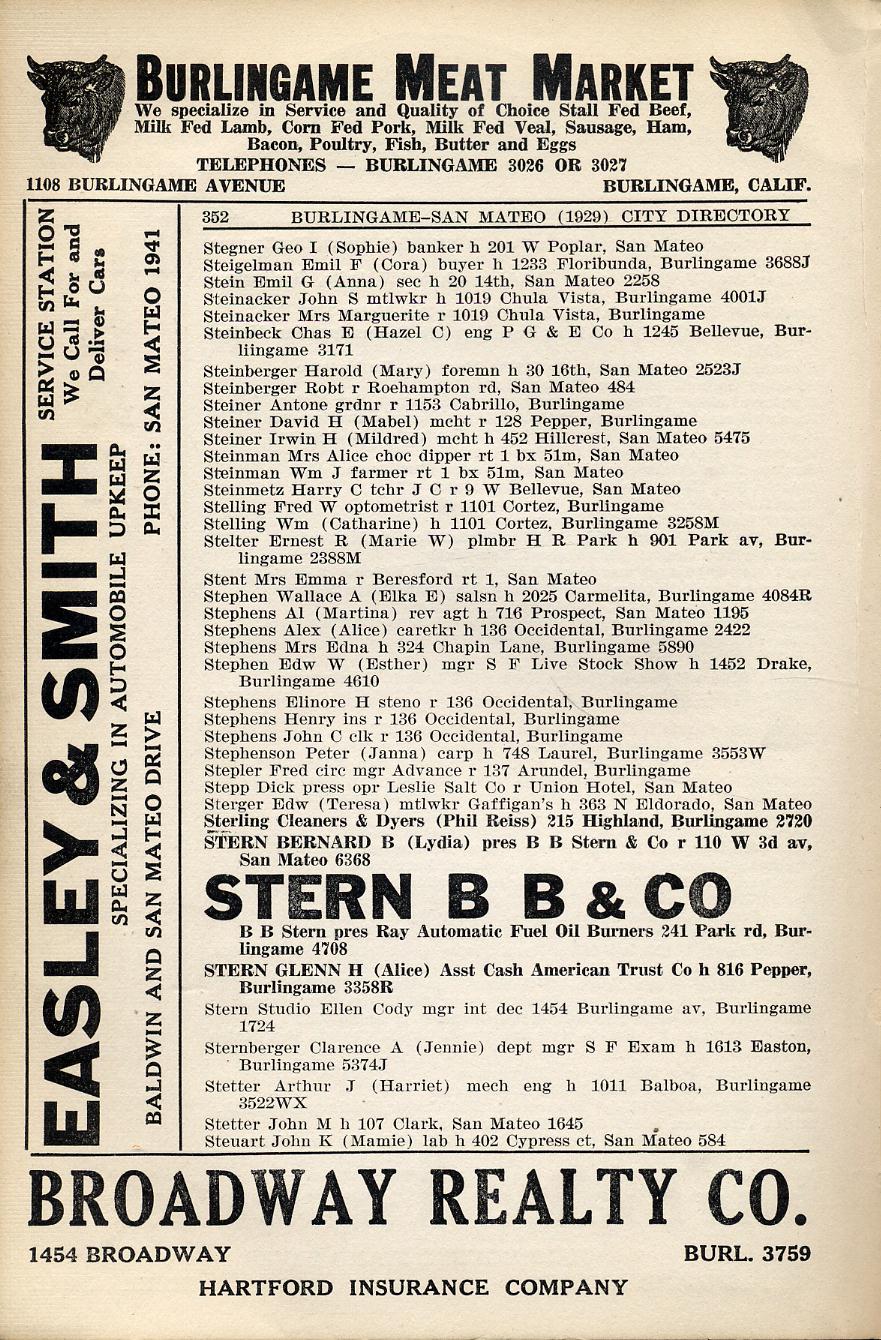 BURLINGAME MEAT MARKET
We specialize in Service and Quality of Choice Stall Fed Beef,
Milk Fed Lamb, Corn Fed Pork, Milk Fed Veal, Sausage, Ham,
Bacon, Poultry, Fish, Butter and Eggs
TELEPHONES — BURLINGAME 3026 OR 3027
1108 BURLINGAME AVENUE BURLINGAME, CALIF.
EASLEY & SMITH SERVICE STATION
We Call For and
Deliver Cars
SPECIALIZING IN AUTOMOBILE UPKEEP
BALDWIN AND SAN MATEO DRIVE PHONE: SAN MATEO 1941
352 BURLINGAME–SAN MATEO (1929) CITY DIRECTORY
Stegner Geo I (Sophie) banker h 201 W Poplar, San Mateo
Steigelman Emil F (Cora) buyer h 1233 Floribunda, Burlingame 3688J
Stein Emil G (Anna) sec h 20 14th, San Mateo 2258
Steinacker John S mtlwkr h 1019 Chula Vista, Burlingame 4001J
Steinacker Mrs Marguerite r 1019 Chula Vista, Burlingame
Steinbeck Chas E (Hazel C) eng P G & E Co h 1245 Bellevue, Bur-
liingame 3171
Steinberger Harold (Mary) foremn h 30 16th, San Mateo 2523J
Steinberger Robt r Roehampton rd, San Mateo 484
Steiner Antone grdnr r 1153 Cabrillo, Burlingame
Steiner David H (Mabel) mcht r 128 Pepper, Burlingame
Steiner Irwin H (Mildred) mcht h 452 Hillcrest, San Mateo 5475
Steinman Mrs Alice choc dipper rt 1 bx 51m, San Mateo
Steinman Wm J farmer rt 1 bx 51m, San Mateo
Steinmetz Harry C tchr J C r 9 W Bellevue, San Mateo
Stelling Fred W optometrist r 1101 Cortez, Burlingame
Stelling Wm (Catharine) h 1101 Cortez, Burlingame 3258M
Stelter Ernest R (Marie W) plmbr H R Park h 901 Park av, Bur-
lingame 2388M
Stent Mrs Emma r Beresford rt 1, San Mateo
Stephen Wallace A (Elka E) salsn h 2025 Carmelita, Burlingame 4084R
Stephens Al (Martina) rev agt h 716 Prospect, San Mateo 1195
Stephens Alex (Alice) caretkr h 136 Occidental, Burlingame 2422
Stephens Mrs Edna h 324 Chapin Lane, Burlingame 5890
Stephen Edw W (Esther) mgr S F Live Stock Show h 1452 Drake,
Burlingame 4610
Stephens Elinore H steno r 136 Occidental, Burlingame
Stephens Henry ins r 136 Occidental, Burlingame
Stephens John C clk r 136 Occidental, Burlingame
Stephenson Peter (Janna) carp h 748 Laurel, Burlingame 3553W
Stepler Fred circ mgr Advance r 137 Arundel, Burlingame
Stepp Dick press opr Leslie Salt Co r Union Hotel, San Mateo
Sterger Edw (Teresa) mtlwkr Gaffigan's h 363 N Eldorado, San Mateo
Sterling Cleaners & Dyers (Phil Reiss) 215 Highland, Burlingame 2720
STERN BERNARD B (Lydia) pres B B Stern & Co r 110 W 3d av,
San Mateo 6368
STERN B B & CO
B B Stern pres Ray Automatic Fuel Oil Burners 241 Park rd, Bur-
lingame 4708
STERN GLENN H (Alice) Asst Cash American Trust Co h 816 Pepper,
Burlingame 3358R
Stern Studio Ellen Cody mgr int dec 1454 Burlingame av, Burlingame
1724
Sternberger Clarence A (Jennie) dept mgr S F Exam h 1613 Easton,
Burlingame 5374J
Stetter Arthur J (Harriet) mech eng h 1011 Balboa, Burlingame
3522WX
Stetter John M h 107 Clark, San Mateo 1645
Steuart John K (Mamie) lab h 402 Cypress ct, San Mateo 584
BROADWAY REALTY CO.
1454 BROADWAY BURL. 3759
HARTFORD INSURANCE COMPANY